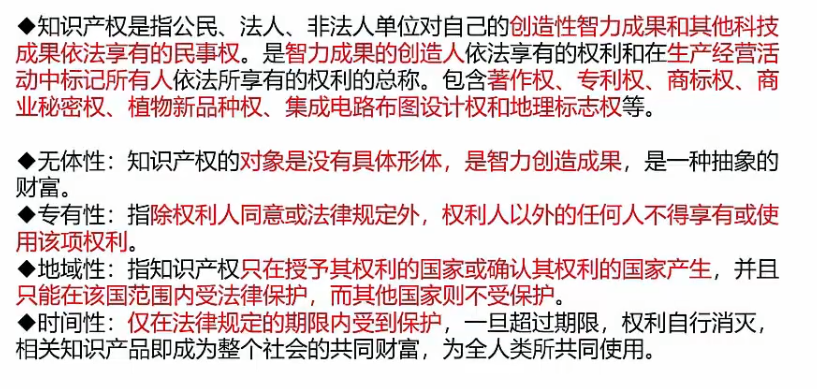 ◆知识产权是指公民、法人、非法人单位对自己的创造性智力成果和其他科技
成果依法享有的民事权。是智力成果的创造人依法享有的权利和在生产经营活
动中标记所有人依法所享有的权利的总称。包含著作权、专利权、商标权、商
业秘密权、植物新品种权、集成电路布图设计权和地理标志权等。
◆无体性：知识产权的对象是没有具体形体，是智力创造成果，是一种抽象的
财富。
◆专有性：指除权利人同意或法律规定外，权利人以外的任何人不得享有或使
用该项权利。
◆地域性：指知识产权只在授予其权利的国家或确认其权利的国家产生，并且
只能在该国范围内受法律保护，而其他国家则不受保护。
◆时间性：仅在法律规定的期限内受到保护，一旦超过期限，权利自行消灭，
相关知识产品即成为整个社会的共同财富，为全人类所共同使用。